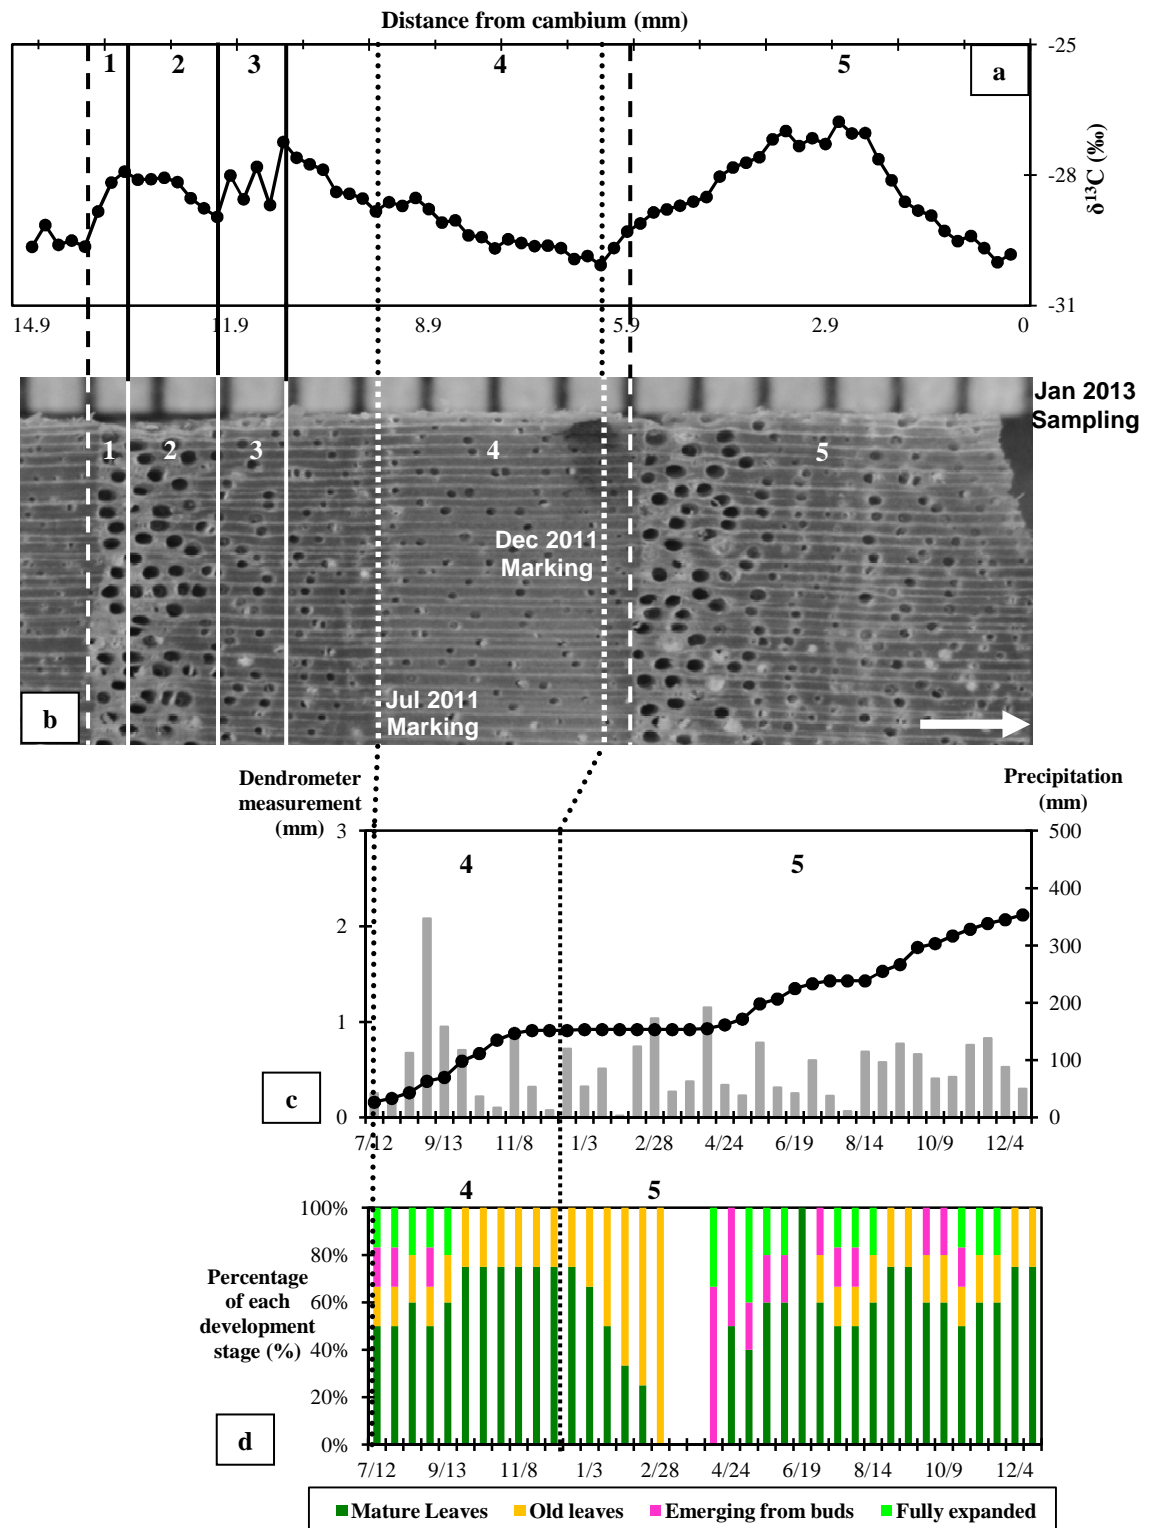 Distance from cambium (mm)
1 2 3 4 5 a
-25
-28
-31
δ¹³C (‰)
14.9 11.9 8.9 5.9 2.9 0
Jan 2013
Sampling
1 2 3 4 5
Dec 2011
Marking
Jul 2011
Marking
b
Dendrometer
measurement
(mm)
Precipitation
(mm)
3 500
4 5
400
2
300
200
1
100
c
0 0
7/12 9/13 11/8 1/3 2/28 4/24 6/19 8/14 10/9 12/4
4 5
100%
80%
Percentage
of each
development
stage (%)
60%
40%
20%
d
0%
7/12 9/13 11/8 1/3 2/28 4/24 6/19 8/14 10/9 12/4
Mature Leaves Old leaves Emerging from buds Fully expanded